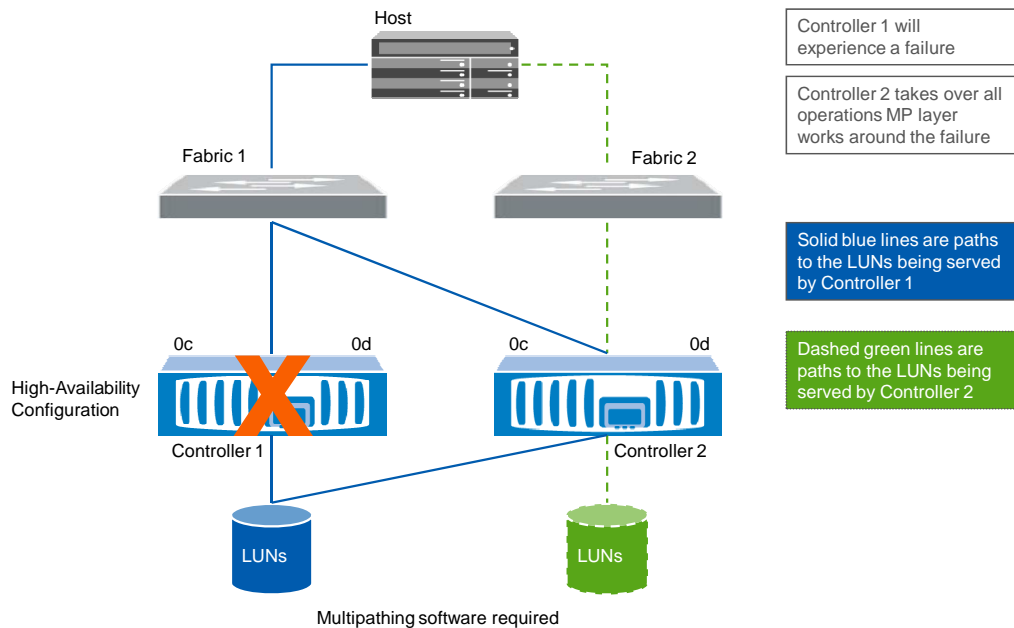 Host
Controller 1 will
experience a failure
Controller 2 takes over all
operations MP layer
works around the failure
Fabric 1
Fabric 2
Solid blue lines are paths
to the LUNs being served
by Controller 1
0c
0d
0c
0d
Dashed green lines are
paths to the LUNs being
served by Controller 2
High-Availability
Configuration
Controller 1
Controller 2
LUNs
LUNs
Multipathing software required